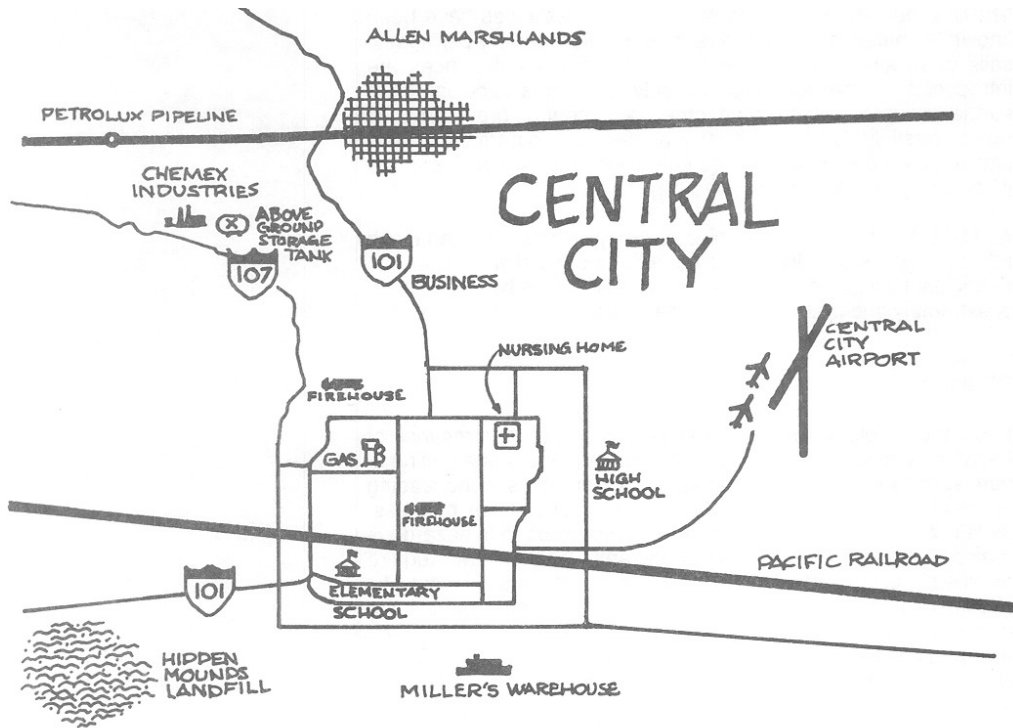 ALLEN MARSHLANDS
PETROLUX PIPELINE
CHEMEX
INDUSTRIES
ABOVE
GROUND
STORAGE
TANK
X
107
101
BUSINESS
CENTRAL
CITY
CENTRAL
CITY
AIRPORT
NURSING HOME
FIREHOUSE
GAS
HIGH
SCHOOL
FIREHOUSE
PACIFIC RAILROAD
101
ELEMENTARY
SCHOOL
HIDDEN
MOUNDS
LANDFILL
MILLER'S WAREHOUSE